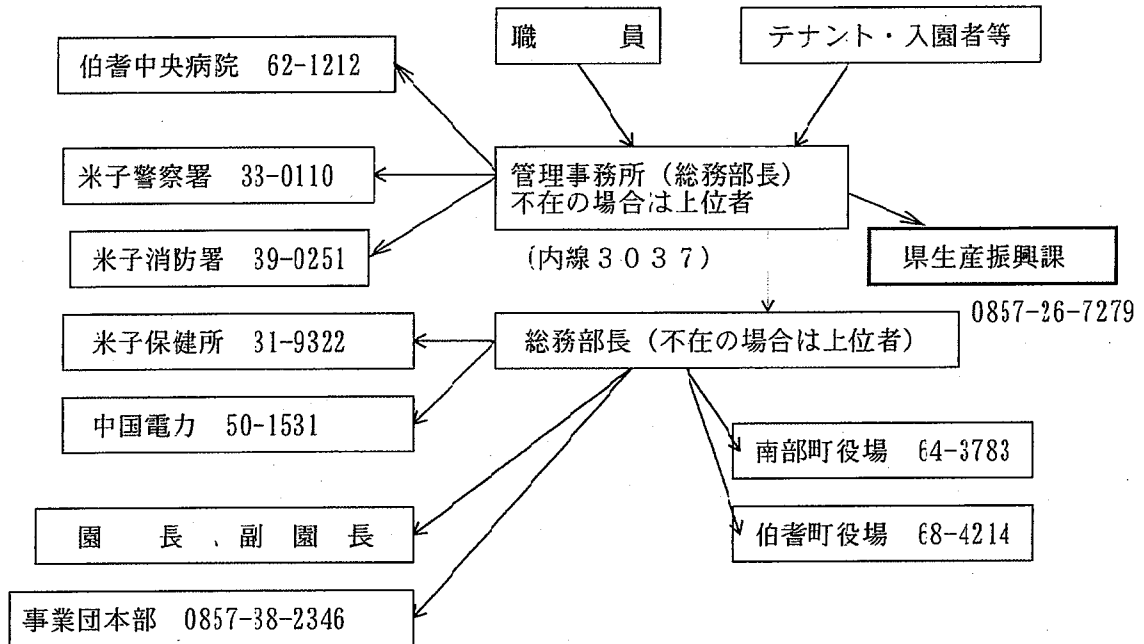 職　　員
テナント・入園者等
伯耆中央病院　62-1212
米子警察署　33-0110
米子消防署　39-0251
管理事務所（総務部長）
不在の場合は上位者
（内線３０３７）
県生産振興課
0857-26-7279
米子保健所　31-9322
中国電力　50-1531
総務部長（不在の場合は上位者）
南部町役場　64-3783
伯耆町役場　68-4214
園　長、副　園　長
事業団本部　0857-38-2346